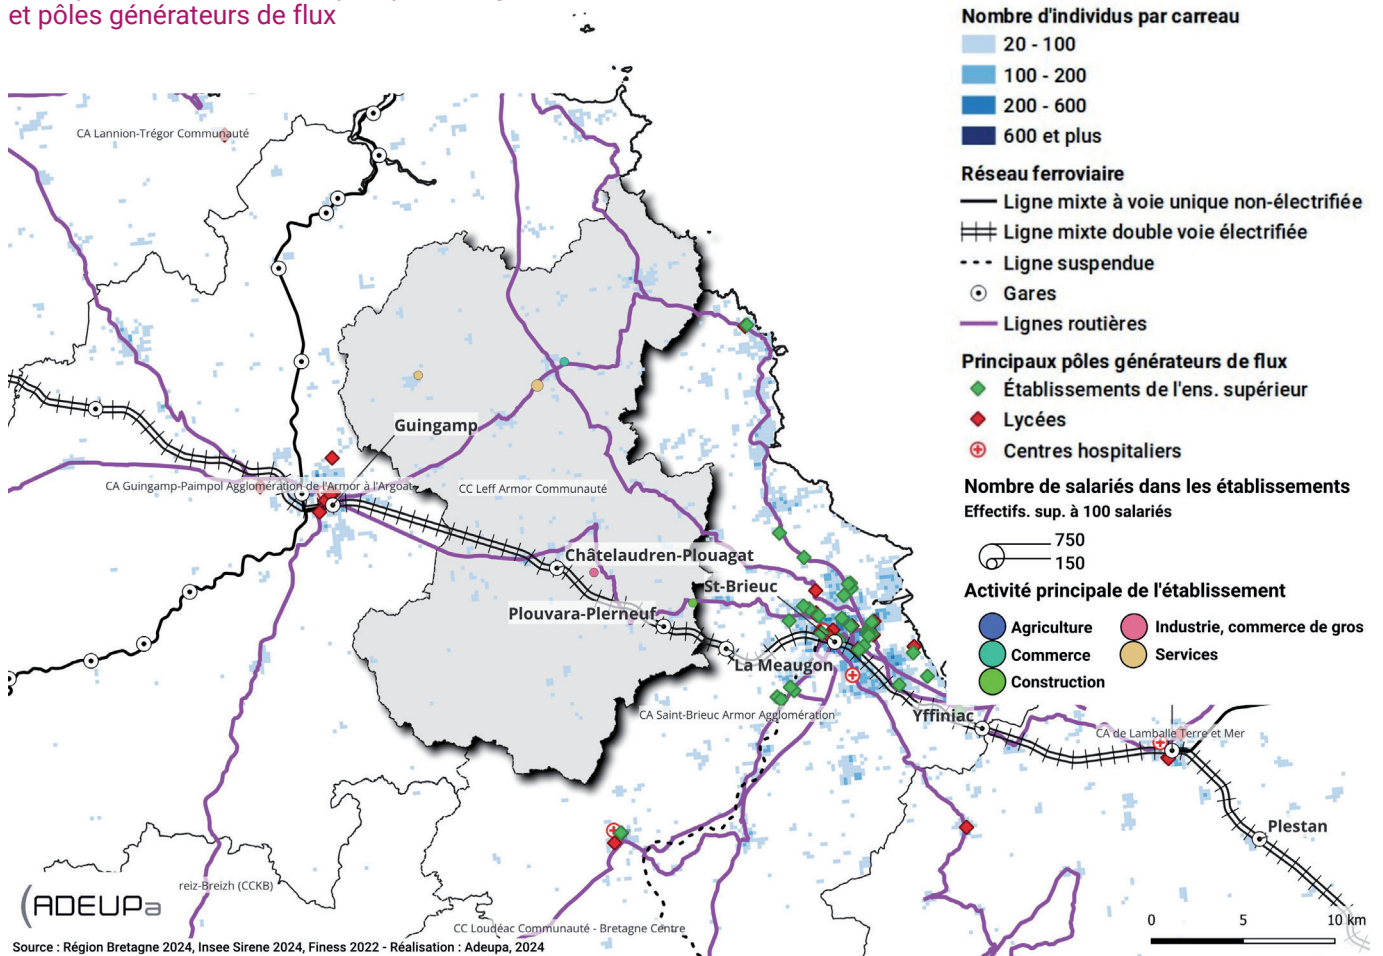 et pôles générateurs de flux
Nombre d'individus par carreau
20 - 100
100 - 200
200 - 600
600 et plus
Réseau ferroviaire
Ligne mixte à voie unique non-électrifiée
Ligne mixte double voie électrifiée
Ligne suspendue
Gares
Lignes routières
Principaux pôles générateurs de flux
Établissements de l'ens. supérieur
Lycées
Centres hospitaliers
Nombre de salariés dans les établissements
Effectifs. sup. à 100 salariés
750
150
Activité principale de l'établissement
Agriculture
Industrie, commerce de gros
Commerce
Services
Construction
CA Lannion-Trégor Communauté
Guingamp
CA Guingamp-Paimpol Agglomération de l'Armor à l'Argoat
CC Leff Armor Communauté
Châtelaudren-Plouagat
St-Brieuc
Plouvara-Plerneuf
La Meaugon
CA Saint-Brieuc Armor Agglomération
Yffiniac
CA de Lamballe Terre et Mer
Plestan
reiz-Breizh (CCKB)
ADEUPa
CC Loudéac Communauté - Bretagne Centre
0 5 10 km
Source : Région Bretagne 2024, Insee Sirene 2024, Finess 2022 - Réalisation : Adeupa, 2024